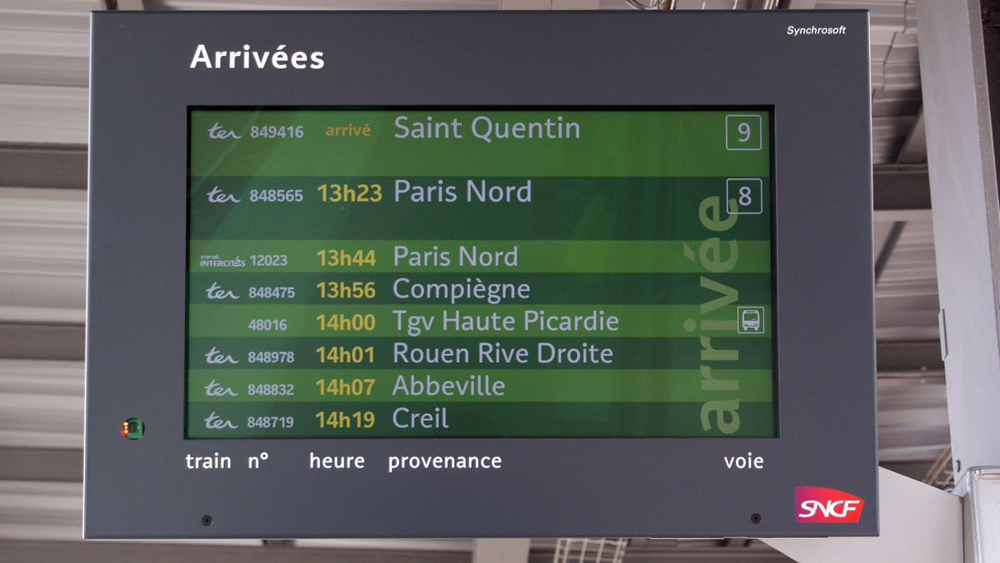 Synchrosoft
Arrivées
ter 849416 arrivé Saint Quentin 9
ter 848565 13h23 Paris Nord 8
INTERCITÉS 12023 13h44 Paris Nord
ter 848475 13h56 Compiègne
48016 14h00 Tgv Haute Picardie
ter 848978 14h01 Rouen Rive Droite
ter 848832 14h07 Abbeville
ter 848719 14h19 Creil
arrivée
train n° heure provenance voie
SNCF